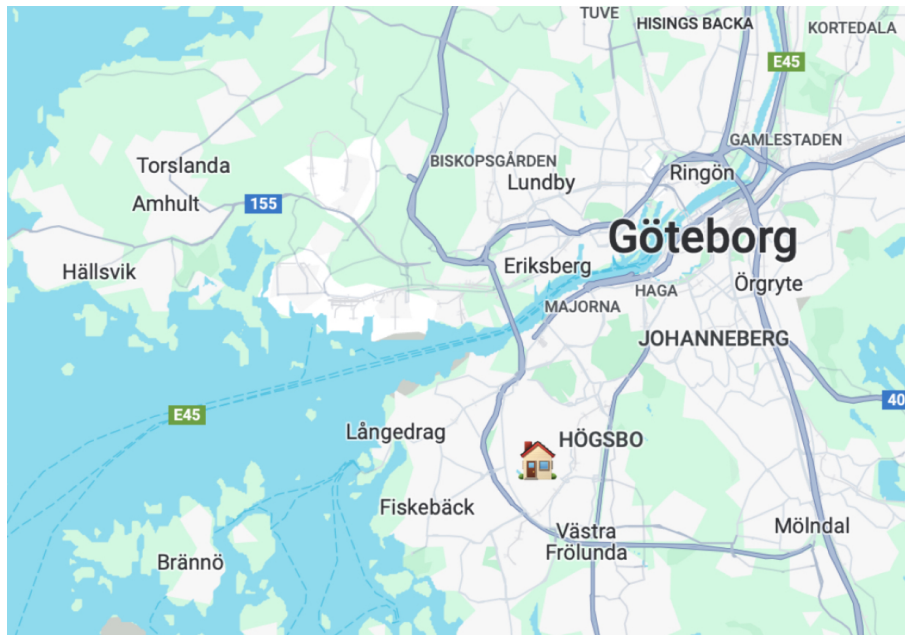 TUVE
HISINGS BACKA
KORTEDALA
E45
GAMLESTADEN
BISKOPSGÅRDEN
Torslanda
Ringön
Lundby
Amhult
155
Göteborg
Hällsvik
Eriksberg
Örgryte
HAGA
MAJORNA
JOHANNEBERG
40
E45
Långedrag
HÖGSBO
Fiskebäck
Västra
Frölunda
Mölndal
Brännö